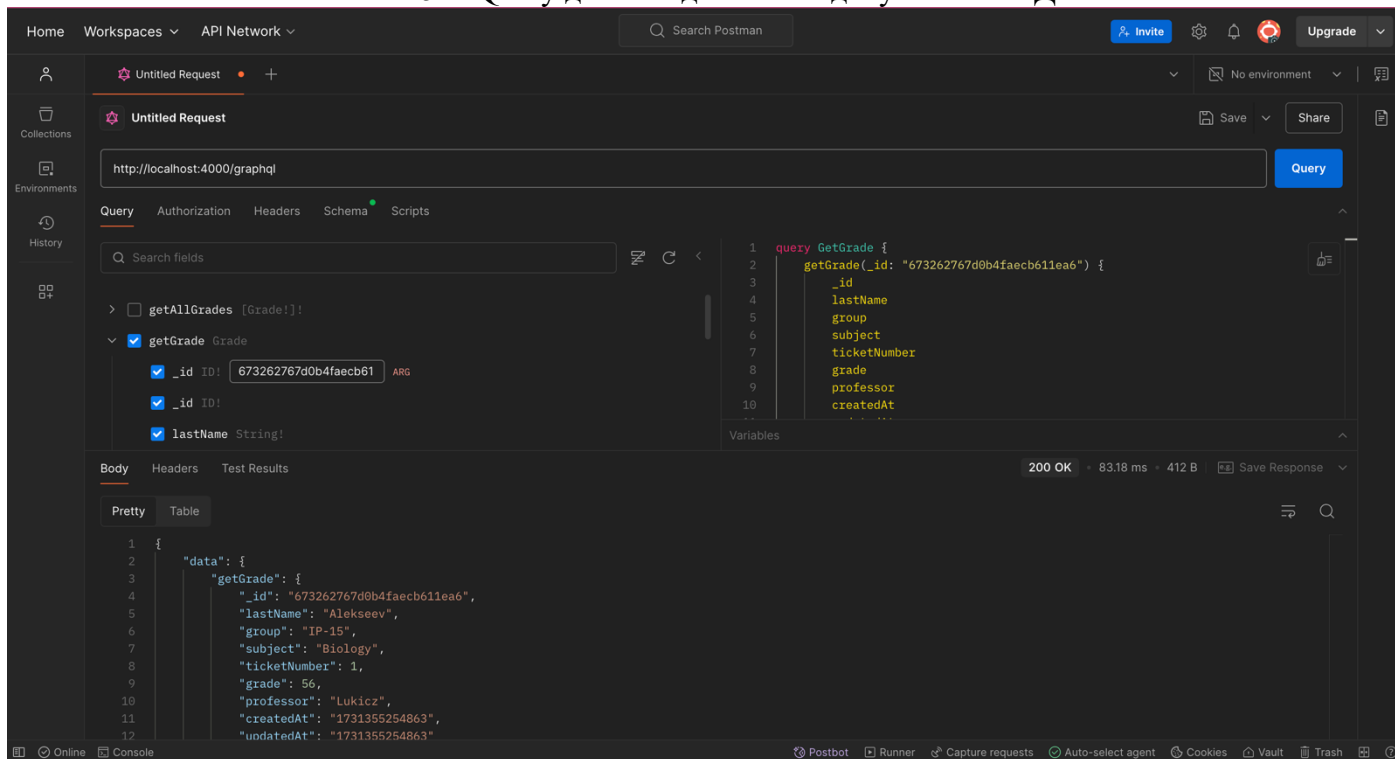 Home Workspaces API Network Search Postman Invite Upgrade
Untitled Request + No environment
Collections
Environments
History
Untitled Request Save Share
http://localhost:4000/graphql Query
Query Authorization Headers Schema Scripts
Search fields
getAllGrades [Grade!]!
getGrade Grade
_id ID! 673262767d0b4faecb61 ARG
_id ID!
lastName String!
1 query GetGrade {
2 getGrade(_id: "673262767d0b4faecb611ea6") {
3 _id
4 lastName
5 group
6 subject
7 ticketNumber
8 grade
9 professor
10 createdAt
Variables
Body Headers Test Results 200 OK 83.18 ms 412 B Save Response
Pretty Table
1 {
2 "data": {
3 "getGrade": {
4 "_id": "673262767d0b4faecb611ea6",
5 "lastName": "Alekseev",
6 "group": "IP-15",
7 "subject": "Biology",
8 "ticketNumber": 1,
9 "grade": 56,
10 "professor": "Lukicz",
11 "createdAt": "1731355254863",
12 "updatedAt": "1731355254863"
Online Console Postbot Runner Capture requests Auto-select agent Cookies Vault Trash